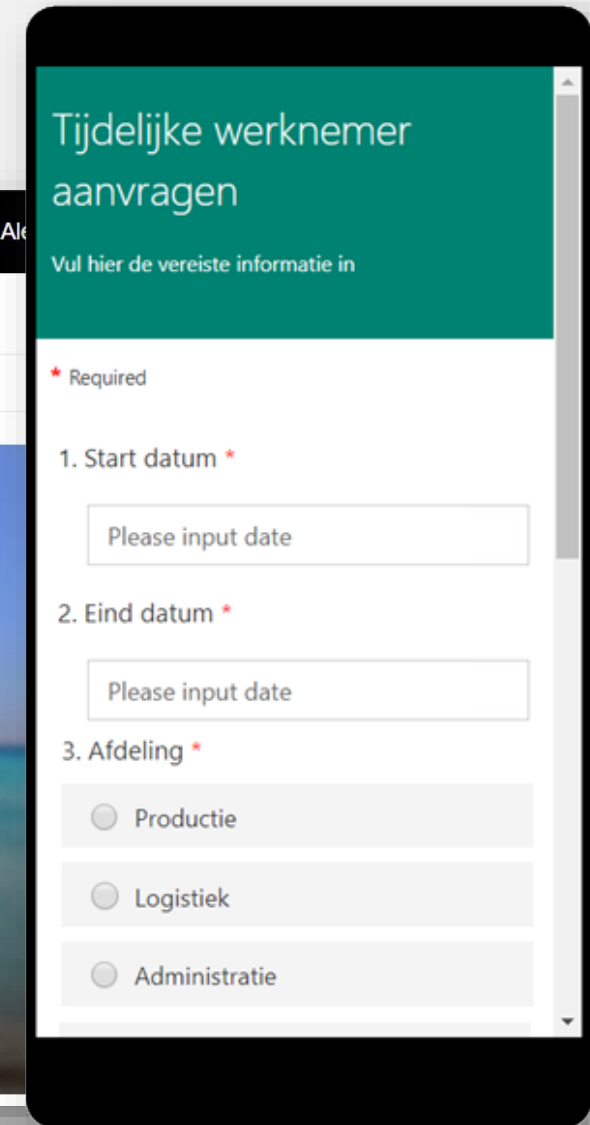 Tijdelijke werknemer
aanvragen
Vul hier de vereiste informatie in
* Required
1. Start datum *
Please input date
2. Eind datum *
Please input date
3. Afdeling *
Productie
Logistiek
Administratie